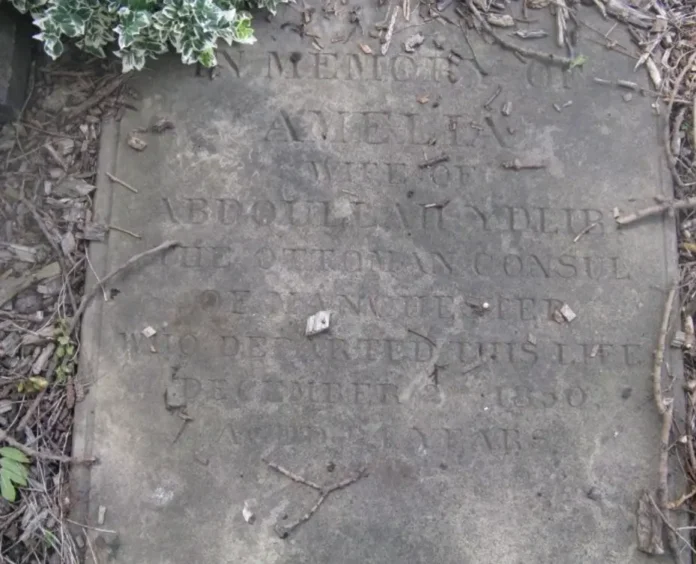 IN MEMORY OF
AMELIA
WIFE OF
ABDOULLAH YDLIBI
THE OTTOMAN CONSUL
OF MANCHESTER
WHO DEPARTED THIS LIFE
DECEMBER 1850,
AGED YEARS